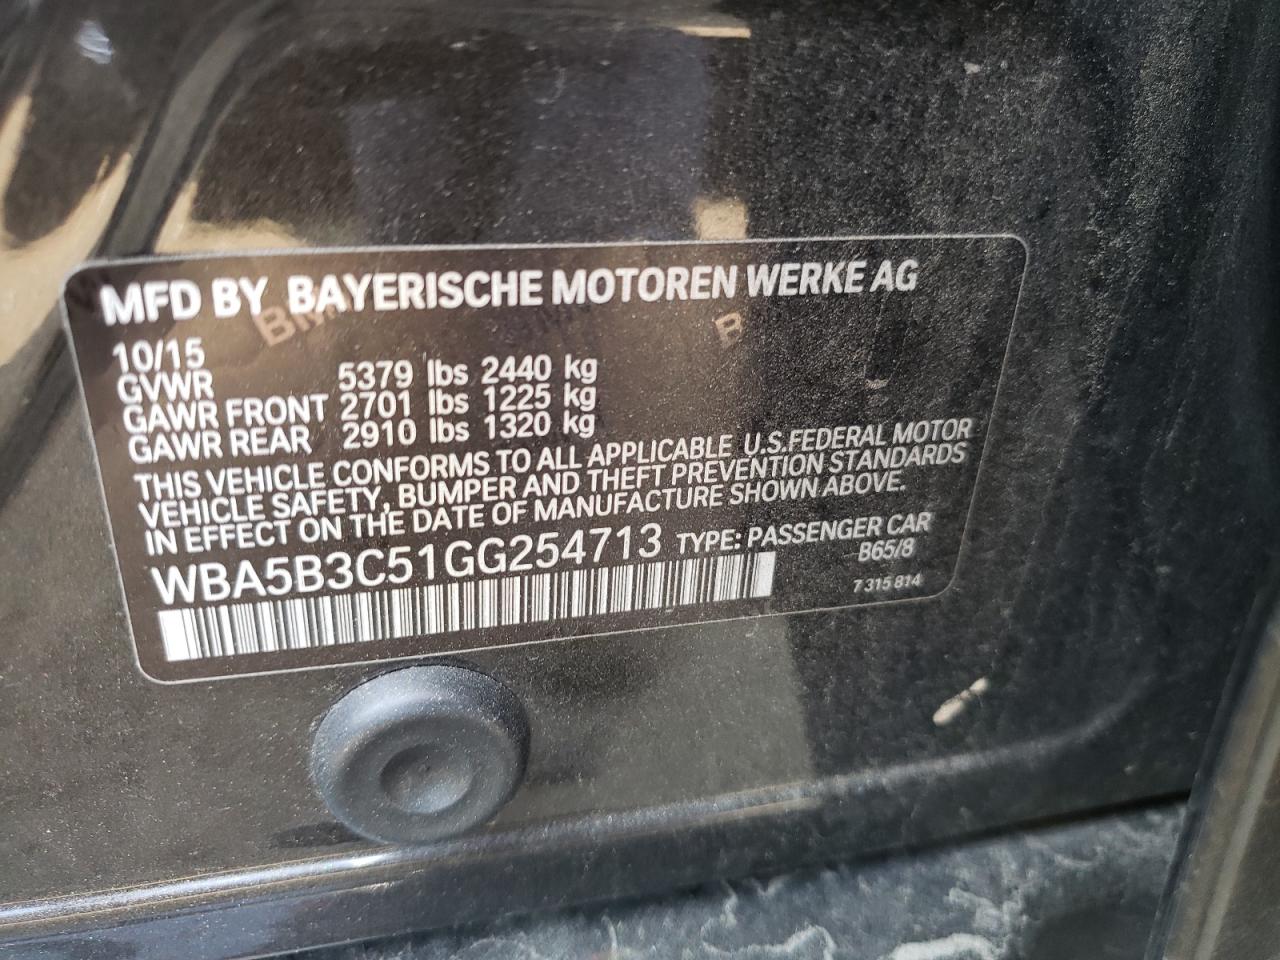 MFD BY BAYERISCHE MOTOREN WERKE AG
10/15
GVWR 5379 lbs 2440 kg
GAWR FRONT 2701 lbs 1225 kg
GAWR REAR 2910 lbs 1320 kg
THIS VEHICLE CONFORMS TO ALL APPLICABLE U.S.FEDERAL MOTOR
VEHICLE SAFETY, BUMPER AND THEFT PREVENTION STANDARDS
IN EFFECT ON THE DATE OF MANUFACTURE SHOWN ABOVE.
WBA5B3C51GG254713 TYPE: PASSENGER CAR
B65/8
7 315 814